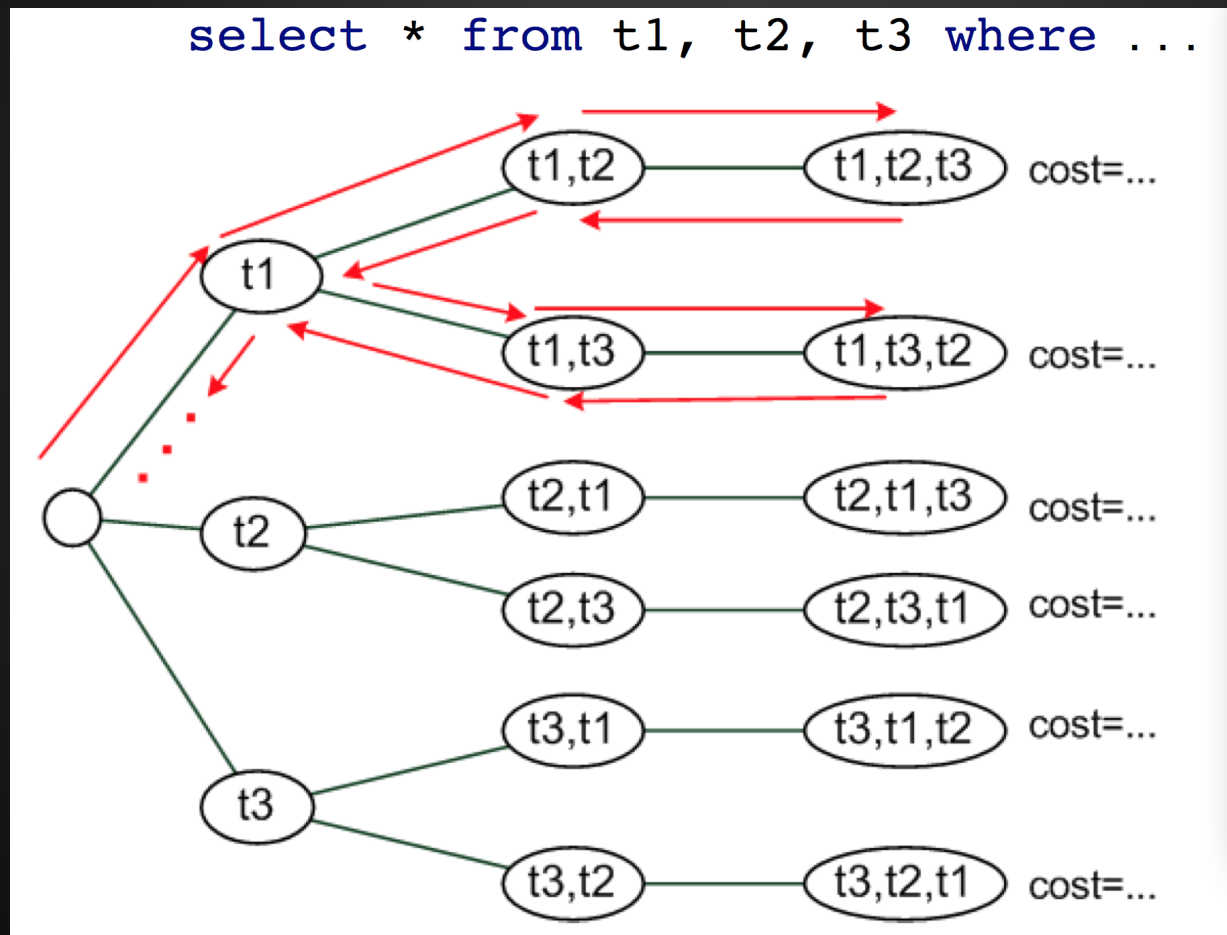 select * from t1, t2, t3 where ...
t1,t2 t1,t2,t3 cost=...
t1
t1,t3 t1,t3,t2 cost=...
t2,t1 t2,t1,t3 cost=...
t2
t2,t3 t2,t3,t1 cost=...
t3,t1 t3,t1,t2 cost=...
t3
t3,t2 t3,t2,t1 cost=...